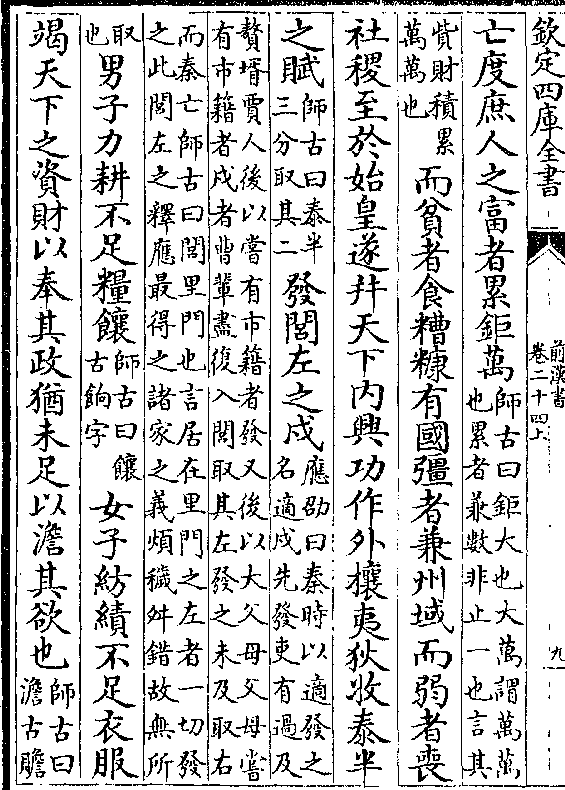 欽定四庫全書
前漢書
卷二十四上
九
亡度庶人之富者累鉅萬師古曰鉅大也大萬謂萬萬也累者兼數非止一也言其
貲財積累萬萬也而貧者食糟糠有國彊者兼州域而弱者喪
社稷至於始皇遂幷天下内興功作外攘夷狄收泰半
之賦師古曰泰半三分取其二發閭左之戍應劭曰秦時以適發之名適戍先發吏有過及
贅壻賈人後以嘗有市籍者發又後以大父母父母嘗有市籍者戍者曹輩盡復入閭取其左發之未及取右
而秦亡師古曰閭里門也言居在里門之左者一切發之此閭左之釋應最得之諸家之義煩穢舛錯故無所
取也男子力耕不足糧饟師古曰饟古餉字女子紡績不足衣服
竭天下之資財以奉其政猶未足以澹其欲也師古曰澹古贍